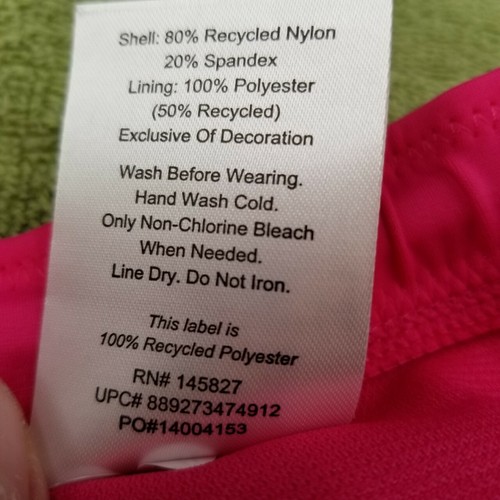 Shell: 80% Recycled Nylon
20% Spandex
Lining: 100% Polyester
(50% Recycled)
Exclusive Of Decoration
Wash Before Wearing.
Hand Wash Cold.
Only Non-Chlorine Bleach
When Needed.
Line Dry. Do Not Iron.
This label is
100% Recycled Polyester
RN# 145827
UPC# 889273474912
PO#14004153